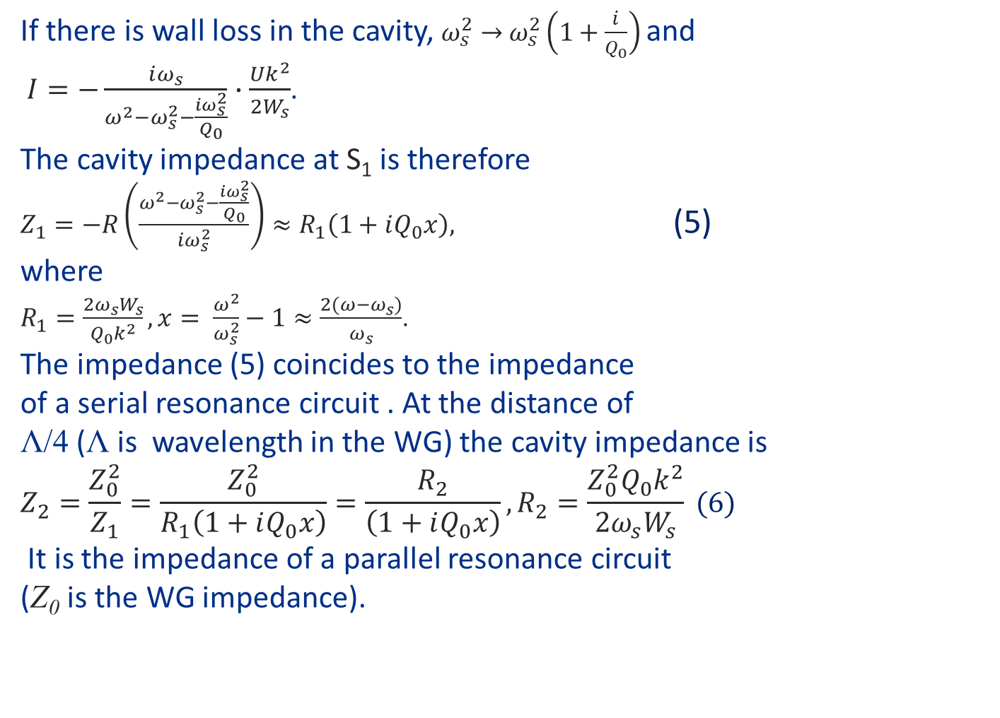 If there is wall loss in the cavity, ω_s^2 → ω_s^2 (1 + i/Q_0) and
I = − iω_s/(ω^2−ω_s^2−iω_s^2/Q_0) · Uk^2/2W_s.
The cavity impedance at S_1 is therefore
Z_1 = −R((ω^2−ω_s^2−iω_s^2/Q_0)/iω_s^2) ≈ R_1(1 + iQ_0x), (5)
where
R_1 = 2ω_sW_s/Q_0k^2, x = ω^2/ω_s^2 − 1 ≈ 2(ω−ω_s)/ω_s.
The impedance (5) coincides to the impedance
of a serial resonance circuit . At the distance of
Λ/4 (Λ is wavelength in the WG) the cavity impedance is
Z_2 = Z_0^2/Z_1 = Z_0^2/(R_1(1 + iQ_0x)) = R_2/(1 + iQ_0x), R_2 = Z_0^2Q_0k^2/2ω_sW_s (6)
It is the impedance of a parallel resonance circuit
(Z_0 is the WG impedance).